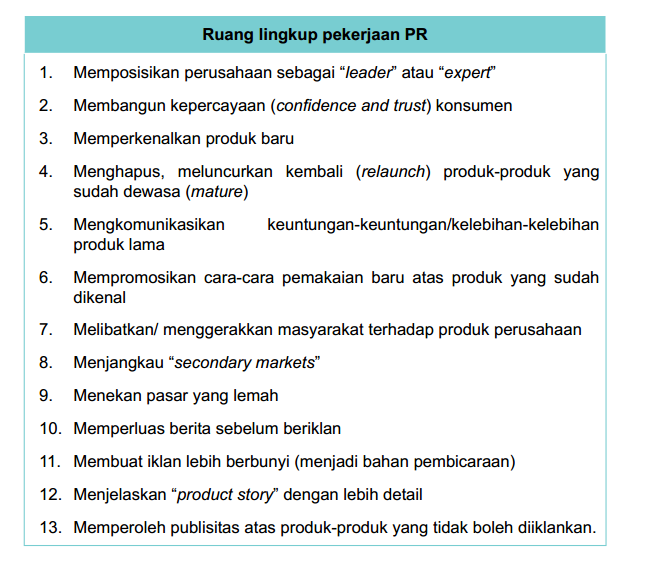 Ruang lingkup pekerjaan PR
1. Memposisikan perusahaan sebagai “leader” atau “expert”
2. Membangun kepercayaan (confidence and trust) konsumen
3. Memperkenalkan produk baru
4. Menghapus, meluncurkan kembali (relaunch) produk-produk yang
sudah dewasa (mature)
5. Mengkomunikasikan keuntungan-keuntungan/kelebihan-kelebihan
produk lama
6. Mempromosikan cara-cara pemakaian baru atas produk yang sudah
dikenal
7. Melibatkan/ menggerakkan masyarakat terhadap produk perusahaan
8. Menjangkau “secondary markets”
9. Menekan pasar yang lemah
10. Memperluas berita sebelum beriklan
11. Membuat iklan lebih berbunyi (menjadi bahan pembicaraan)
12. Menjelaskan “product story” dengan lebih detail
13. Memperoleh publisitas atas produk-produk yang tidak boleh diiklankan.